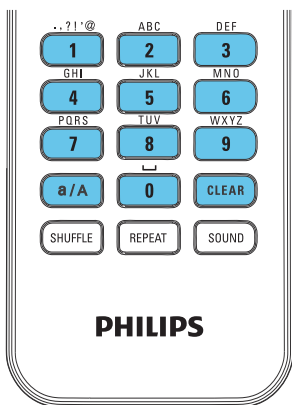 .,?!'@ ABC DEF
1 2 3
GHI JKL MNO
4 5 6
PQRS TUV WXYZ
7 8 9
a/A 0 CLEAR
SHUFFLE REPEAT SOUND
PHILIPS